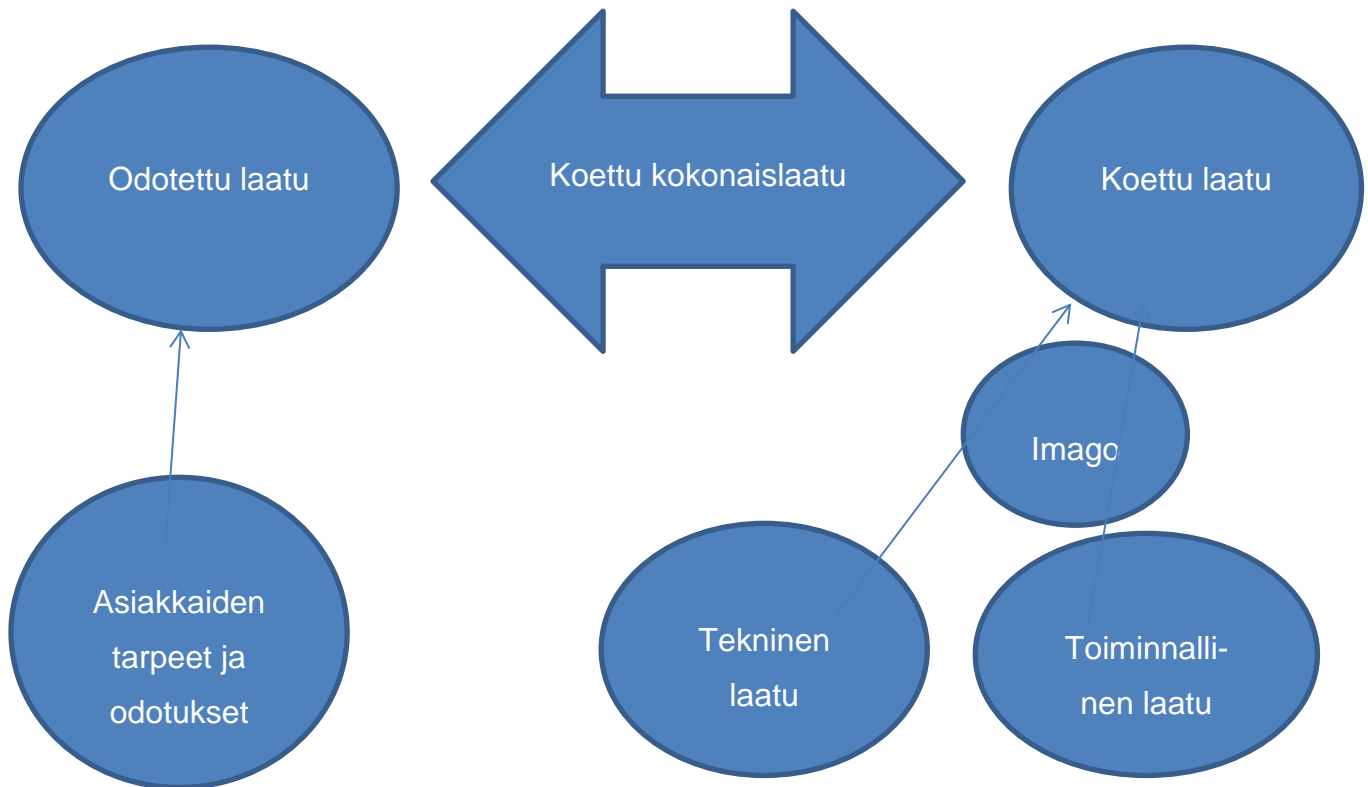 Odotettu laatu
Koettu kokonaislaatu
Koettu laatu
Imago
Asiakkaiden
tarpeet ja
odotukset
Tekninen
laatu
Toiminnalli-
nen laatu